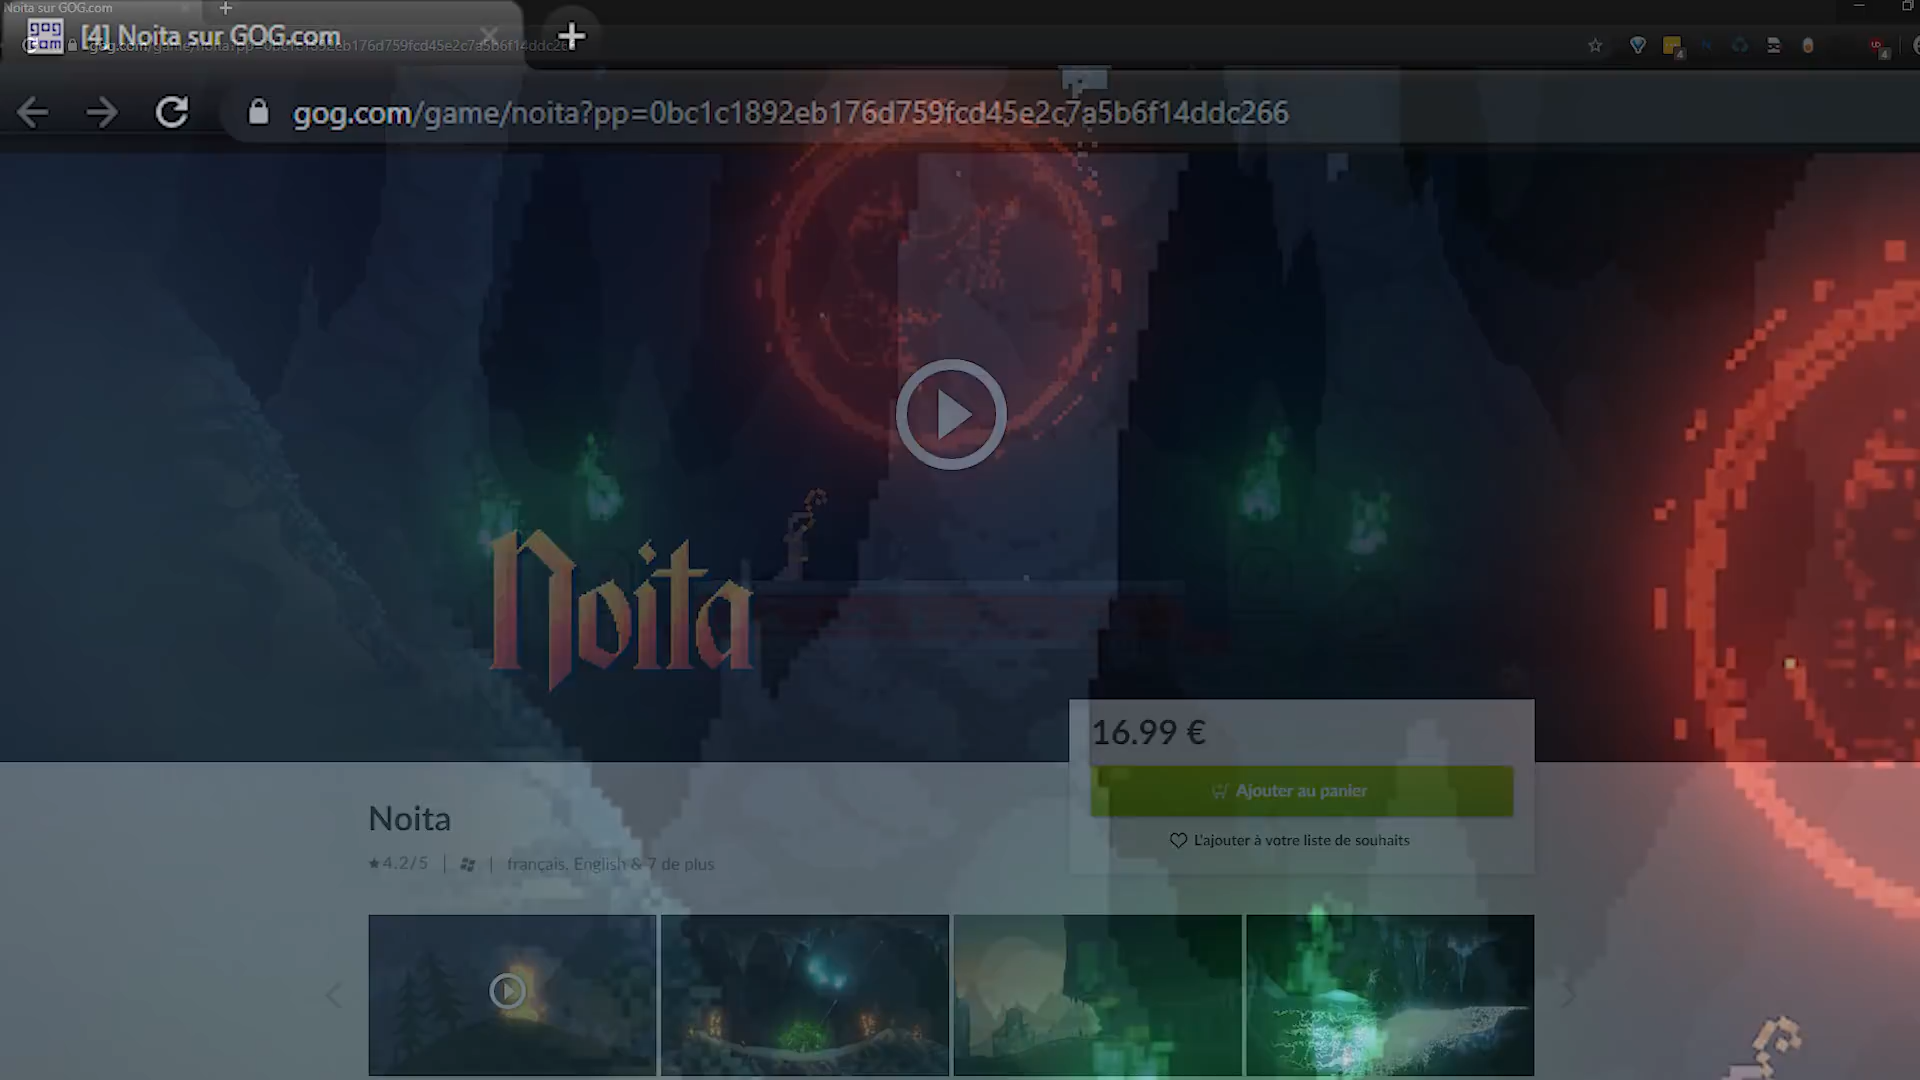 Noita sur GOG.com
[4] Noita sur GOG.com
gog.com/game/noita?pp=0bc1c1892eb176d759fcd45e2c7a5b6f14ddc266
Noita
16.99 €
Ajouter au panier
L'ajouter à votre liste de souhaits
Noita
4.2/5 | | français, English & 7 de plus